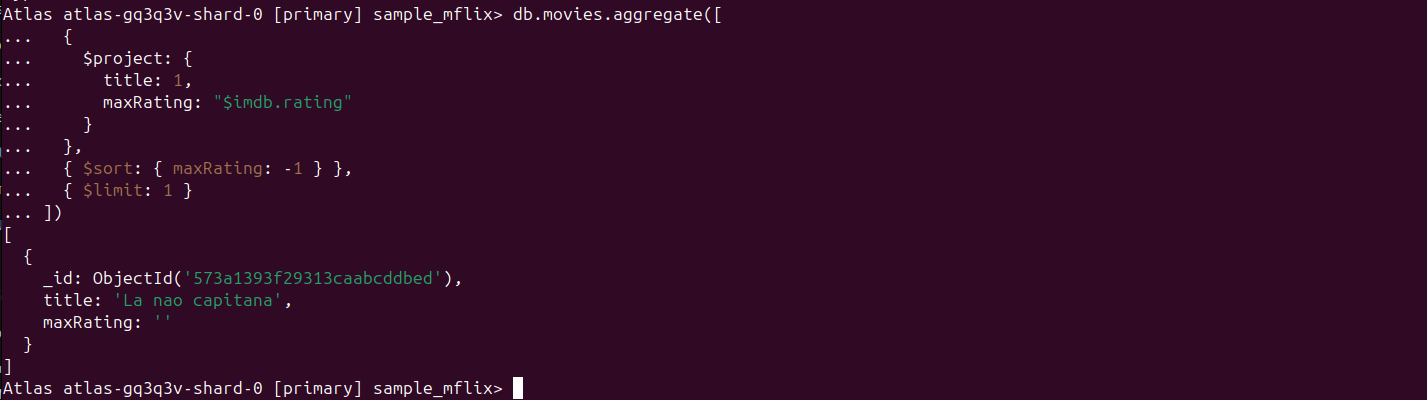 Atlas atlas-gq3q3v-shard-0 [primary] sample_mflix> db.movies.aggregate([
...   {
...     $project: {
...       title: 1,
...       maxRating: "$imdb.rating"
...     }
...   },
...   { $sort: { maxRating: -1 } },
...   { $limit: 1 }
... ])
[
  {
    _id: ObjectId('573a1393f29313caabcddbed'),
    title: 'La nao capitana',
    maxRating: ''
  }
]
Atlas atlas-gq3q3v-shard-0 [primary] sample_mflix>